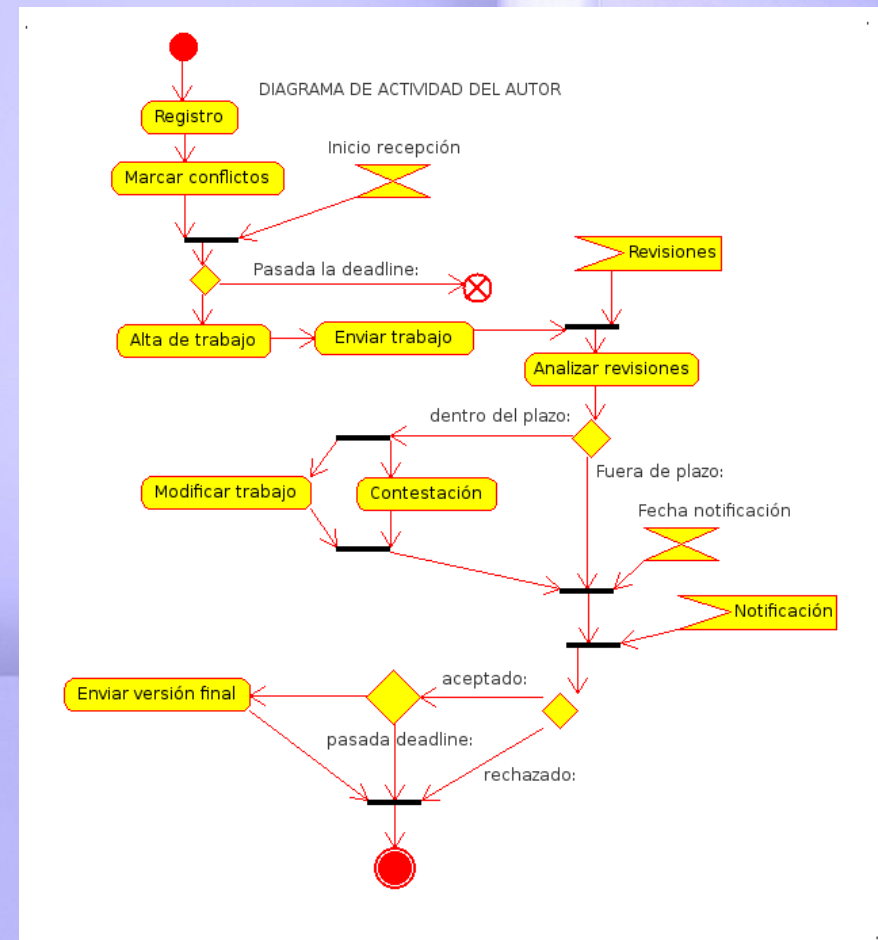 DIAGRAMA DE ACTIVIDAD DEL AUTOR
Registro
Inicio recepción
Marcar conflictos
Revisiones
Pasada la deadline:
Alta de trabajo
Enviar trabajo
Analizar revisiones
dentro del plazo:
Fuera de plazo:
Modificar trabajo
Contestación
Fecha notificación
Notificación
aceptado:
Enviar versión final
pasada deadline:
rechazado: